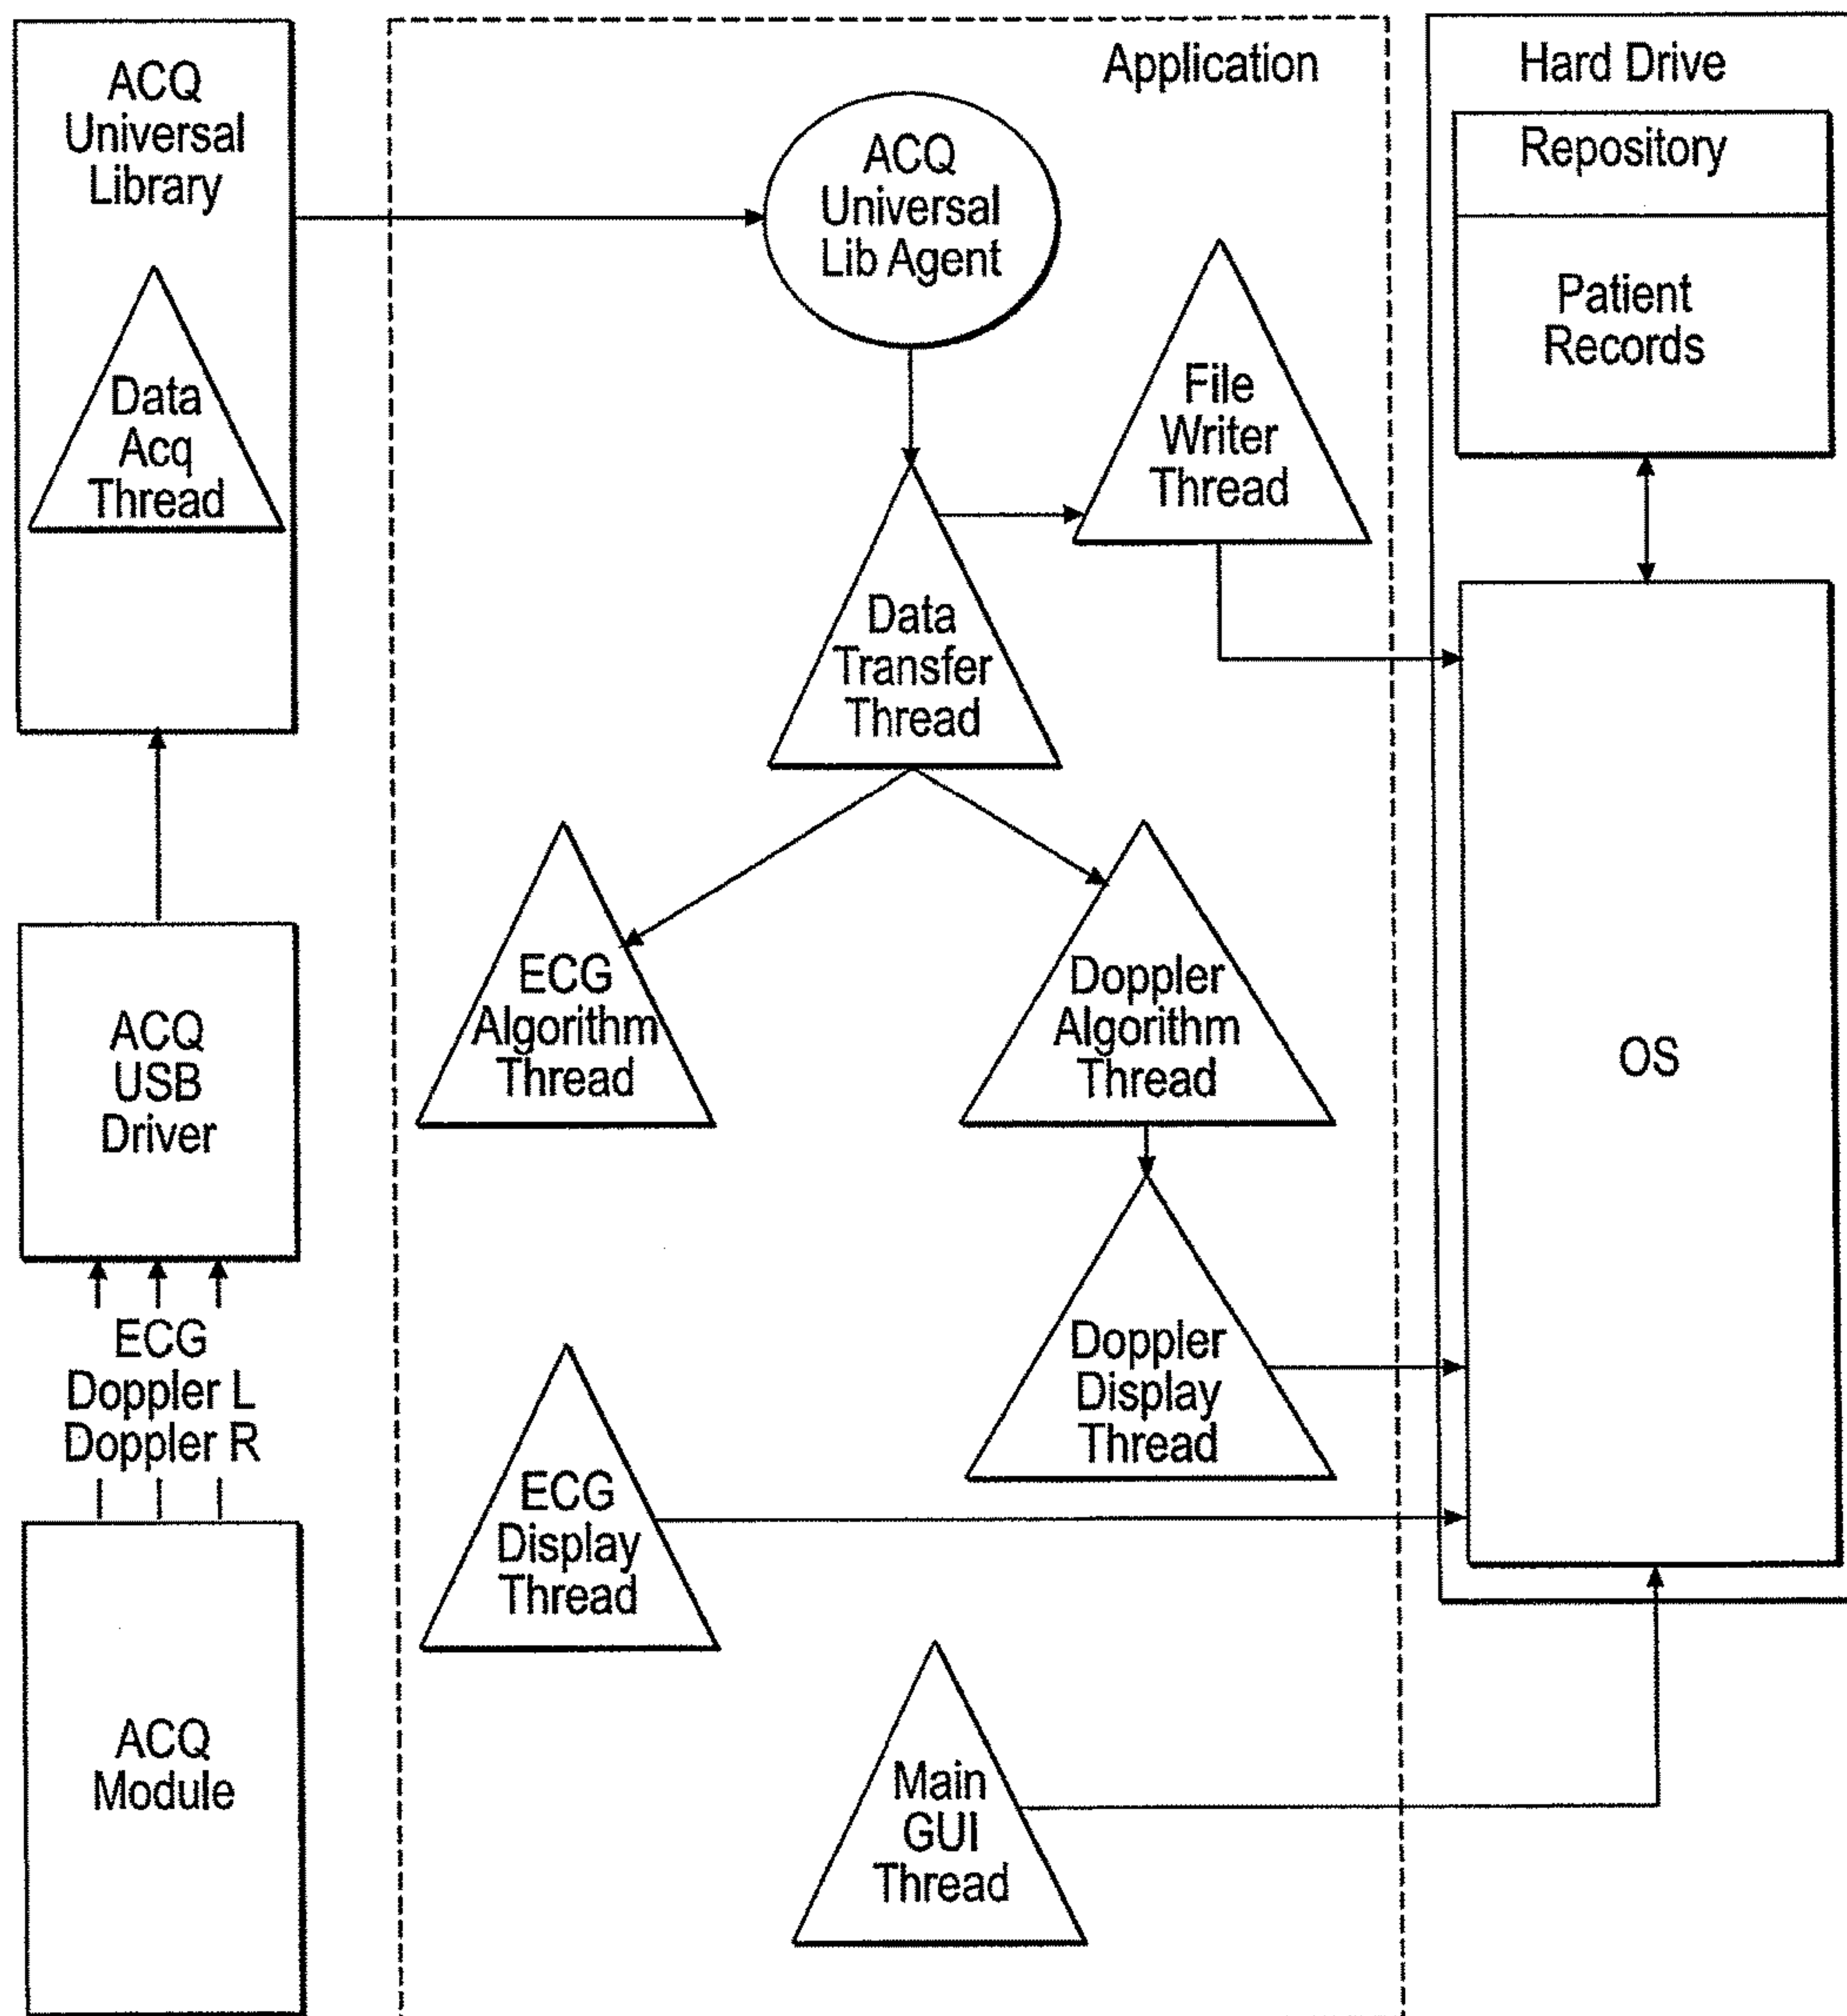 ACQ
Universal
Library
Data
Acq
Thread
ACQ
USB
Driver
ECG
Doppler L
Doppler R
ACQ
Module
Application
ACQ
Universal
Lib Agent
File
Writer
Thread
Data
Transfer
Thread
ECG
Algorithm
Thread
Doppler
Algorithm
Thread
Doppler
Display
Thread
ECG
Display
Thread
Main
GUI
Thread
Hard Drive
Repository
Patient
Records
OS